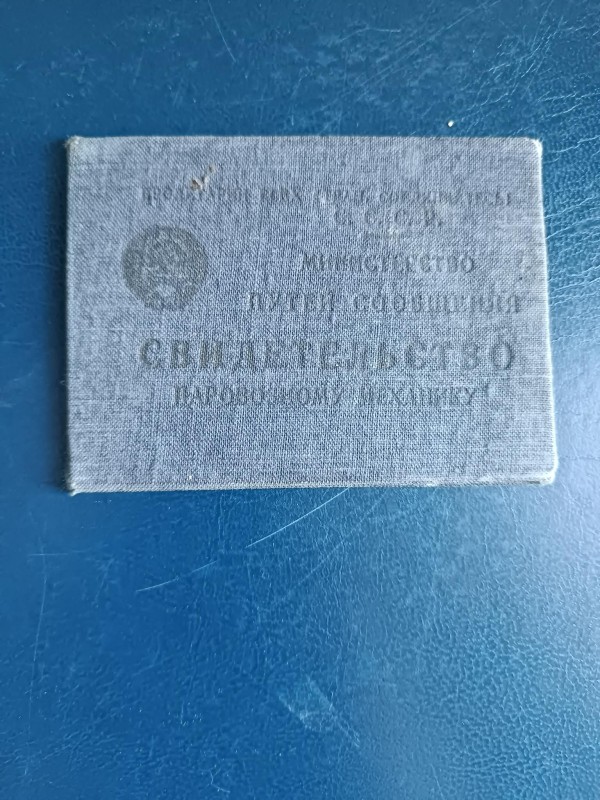 ПРОЛЕТАРИИ ВСЕХ СТРАН, СОЕДИНЯЙТЕСЬ!
С. С. С. Р.
МИНИСТЕРСТВО
ПУТЕЙ СООБЩЕНИЯ
СВИДЕТЕЛЬСТВО
ПАРОВОЗНОМУ МЕХАНИКУ